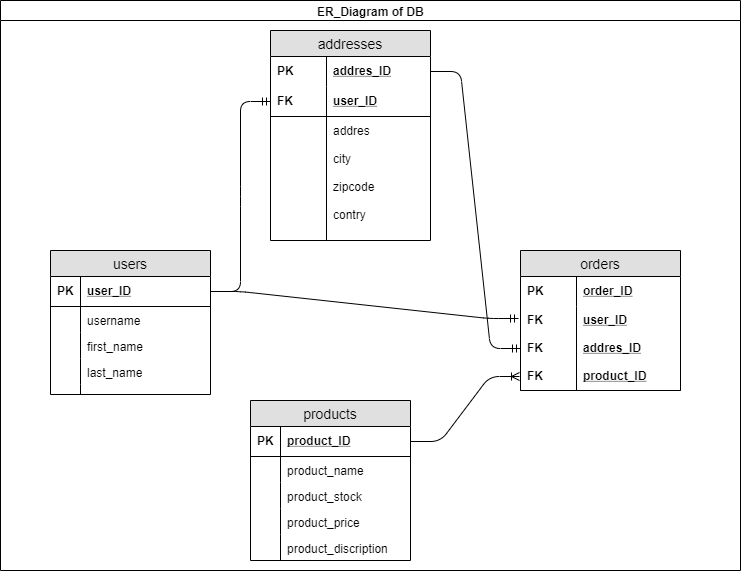 ER_Diagram of DB
addresses
PK addres_ID
FK user_ID
addres
city
zipcode
contry
users
PK user_ID
username
first_name
last_name
orders
PK order_ID
FK user_ID
FK addres_ID
FK product_ID
products
PK product_ID
product_name
product_stock
product_price
product_discription